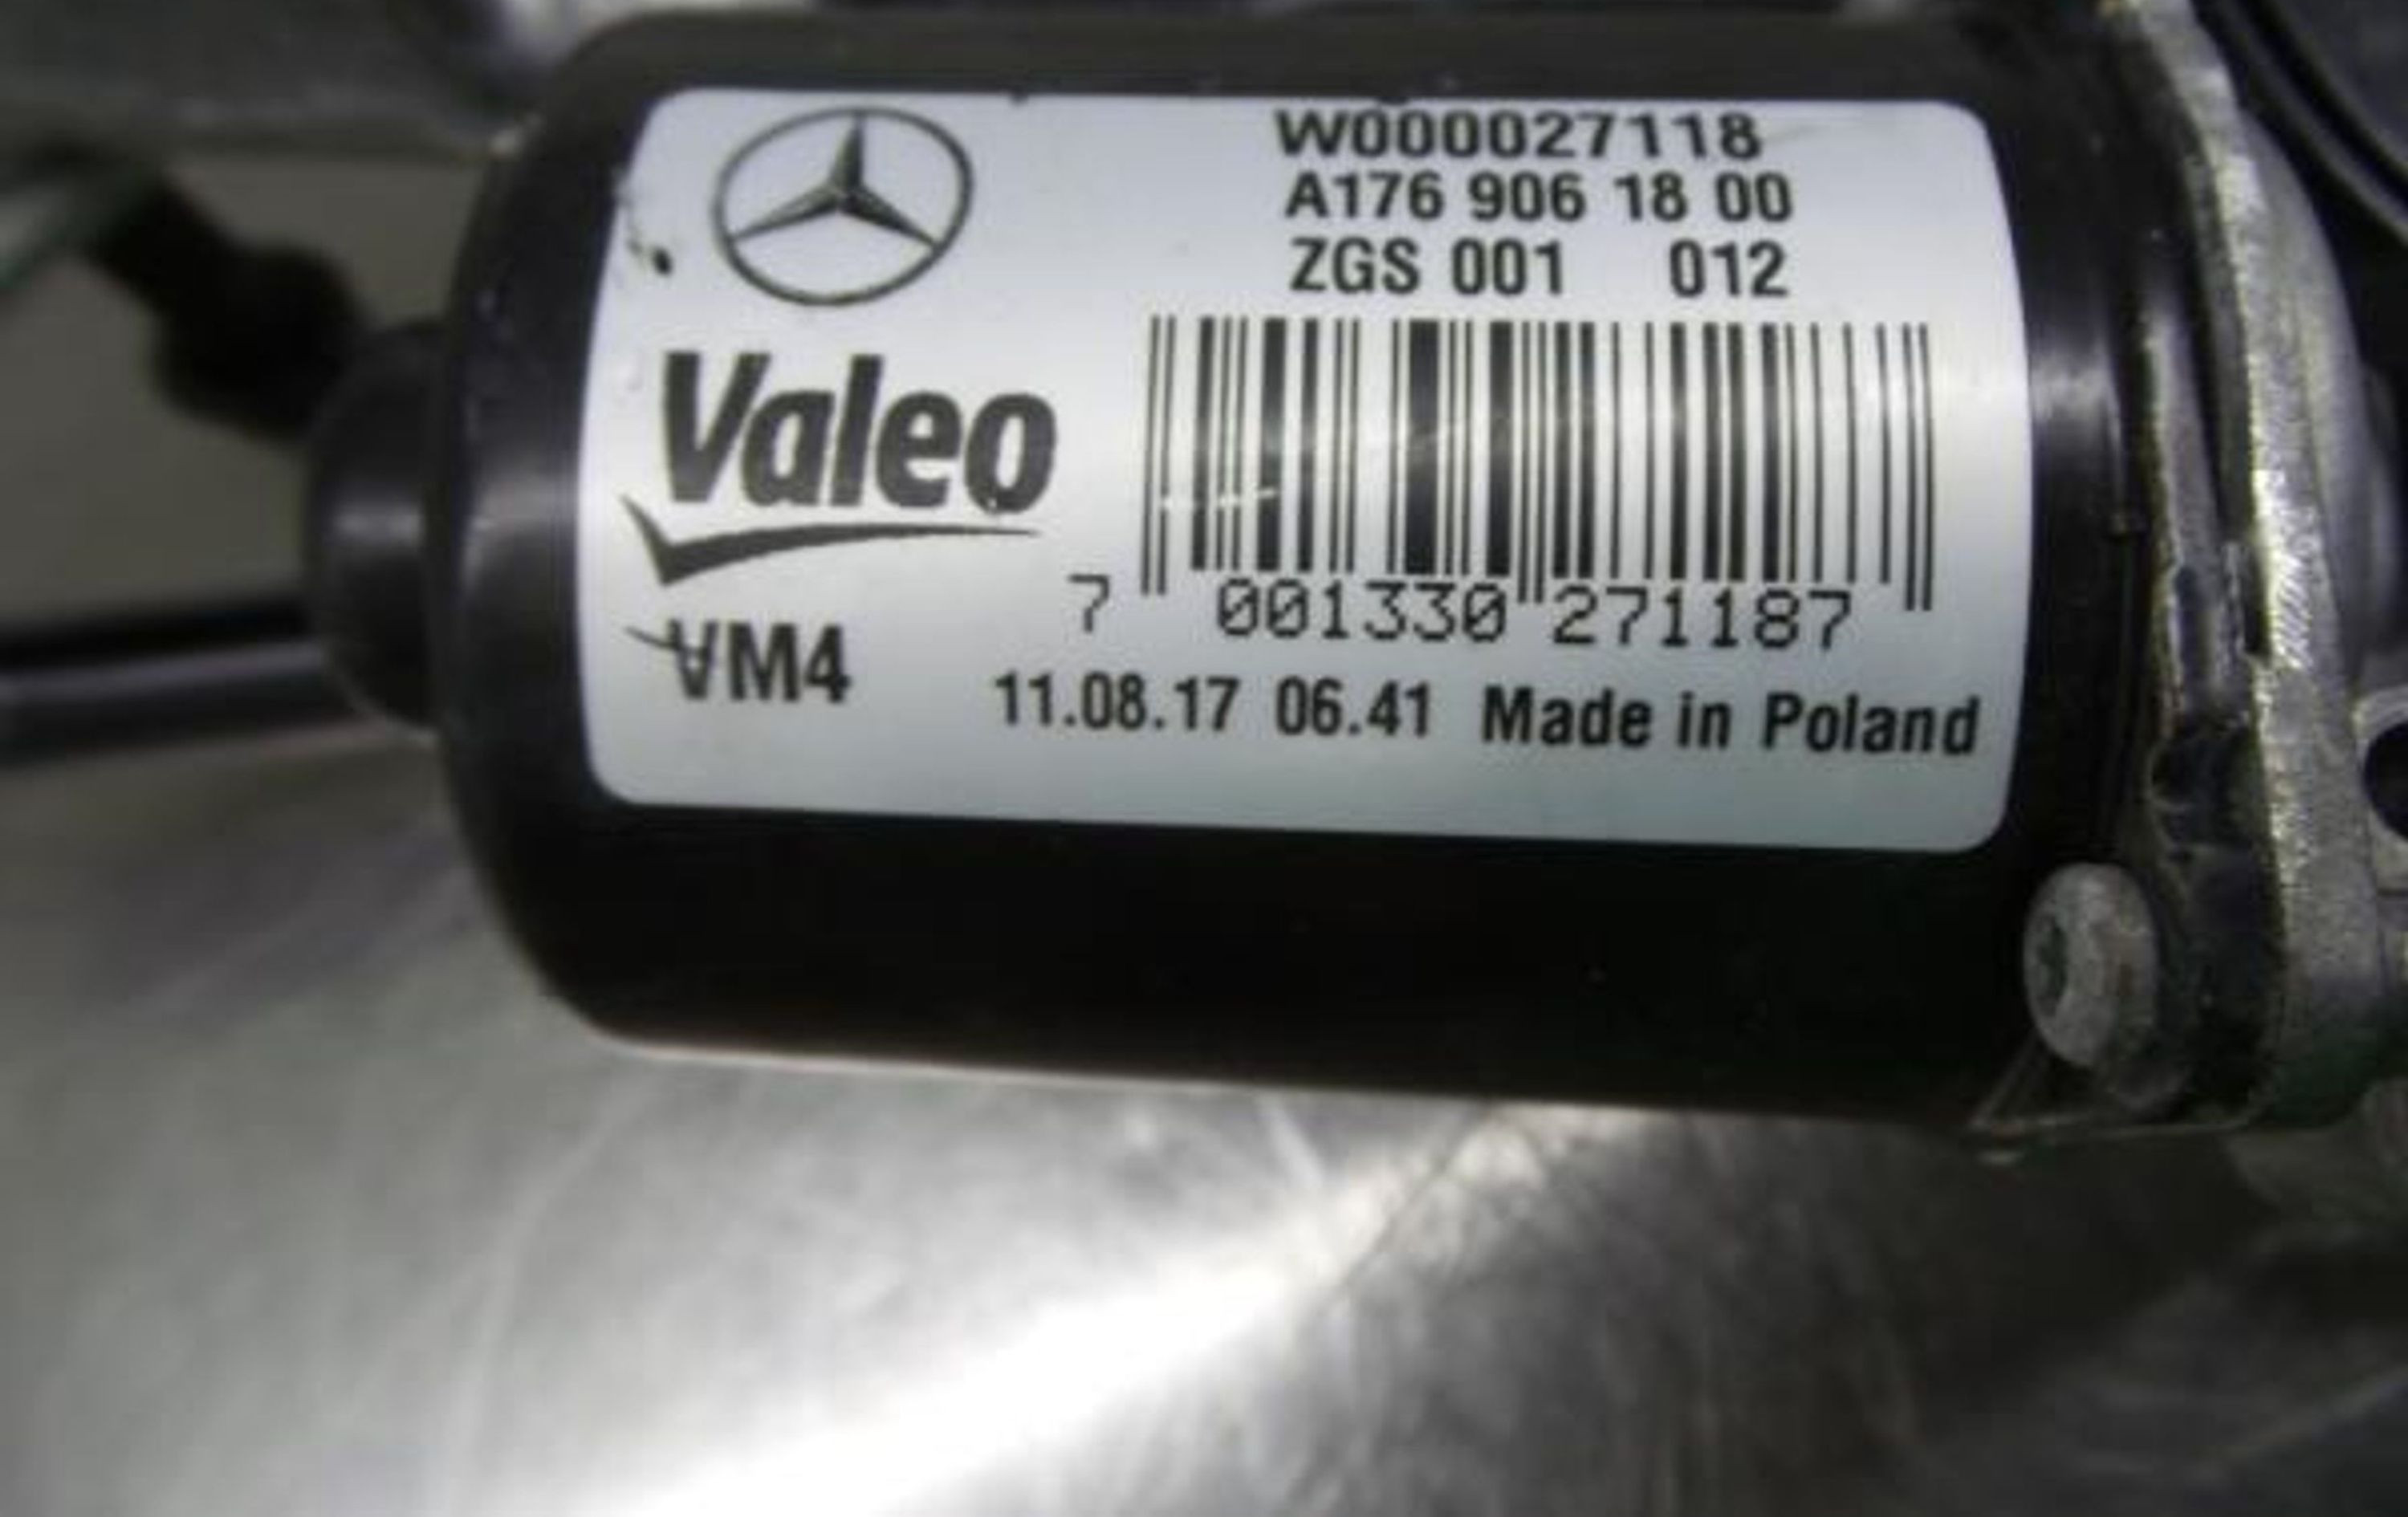 W000027118
A176 906 18 00
ZGS 001 012
Valeo
7 001330 271187
VM4
11.08.17 06.41 Made in Poland